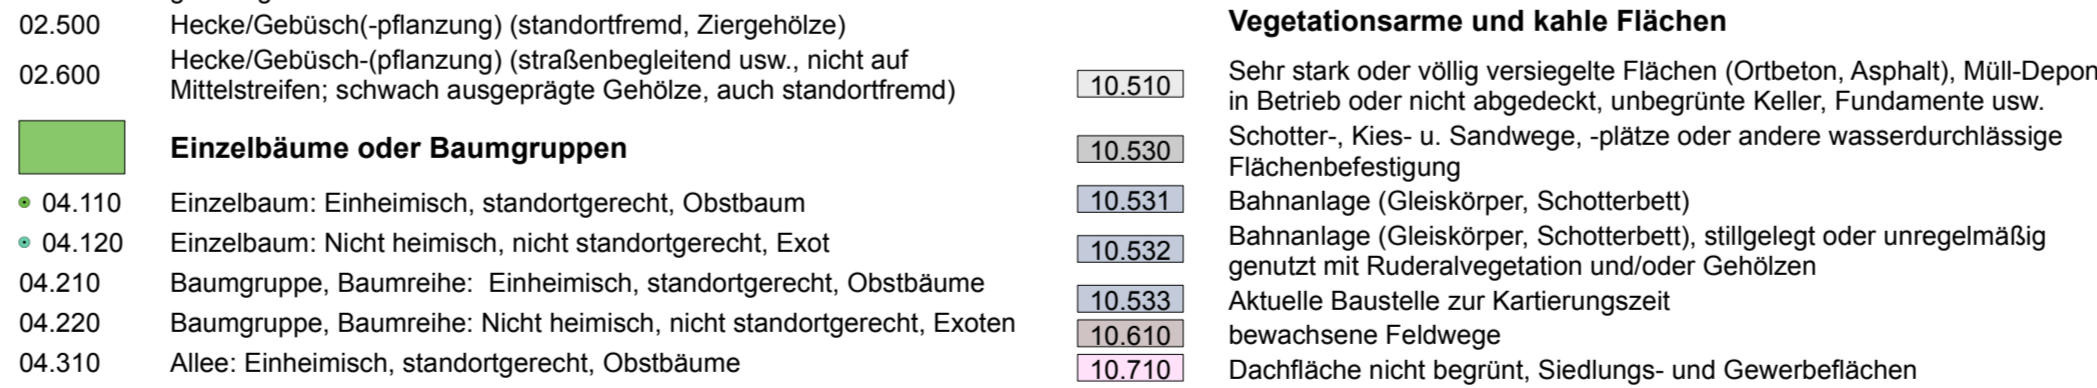 02.500 Hecke/Gebüsch(-pflanzung) (standortfremd, Ziergehölze)
02.600 Hecke/Gebüsch-(pflanzung) (straßenbegleitend usw., nicht auf
Mittelstreifen; schwach ausgeprägte Gehölze, auch standortfremd)
Einzelbäume oder Baumgruppen
04.110 Einzelbaum: Einheimisch, standortgerecht, Obstbaum
04.120 Einzelbaum: Nicht heimisch, nicht standortgerecht, Exot
04.210 Baumgruppe, Baumreihe: Einheimisch, standortgerecht, Obstbäume
04.220 Baumgruppe, Baumreihe: Nicht heimisch, nicht standortgerecht, Exoten
04.310 Allee: Einheimisch, standortgerecht, Obstbäume
Vegetationsarme und kahle Flächen
10.510 Sehr stark oder völlig versiegelte Flächen (Ortbeton, Asphalt), Müll-Depon
in Betrieb oder nicht abgedeckt, unbegrünte Keller, Fundamente usw.
10.530 Schotter-, Kies- u. Sandwege, -plätze oder andere wasserdurchlässige
Flächenbefestigung
10.531 Bahnanlage (Gleiskörper, Schotterbett)
10.532 Bahnanlage (Gleiskörper, Schotterbett), stillgelegt oder unregelmäßig
genutzt mit Ruderalvegetation und/oder Gehölzen
10.533 Aktuelle Baustelle zur Kartierungszeit
10.610 bewachsene Feldwege
10.710 Dachfläche nicht begrünt, Siedlungs- und Gewerbeflächen